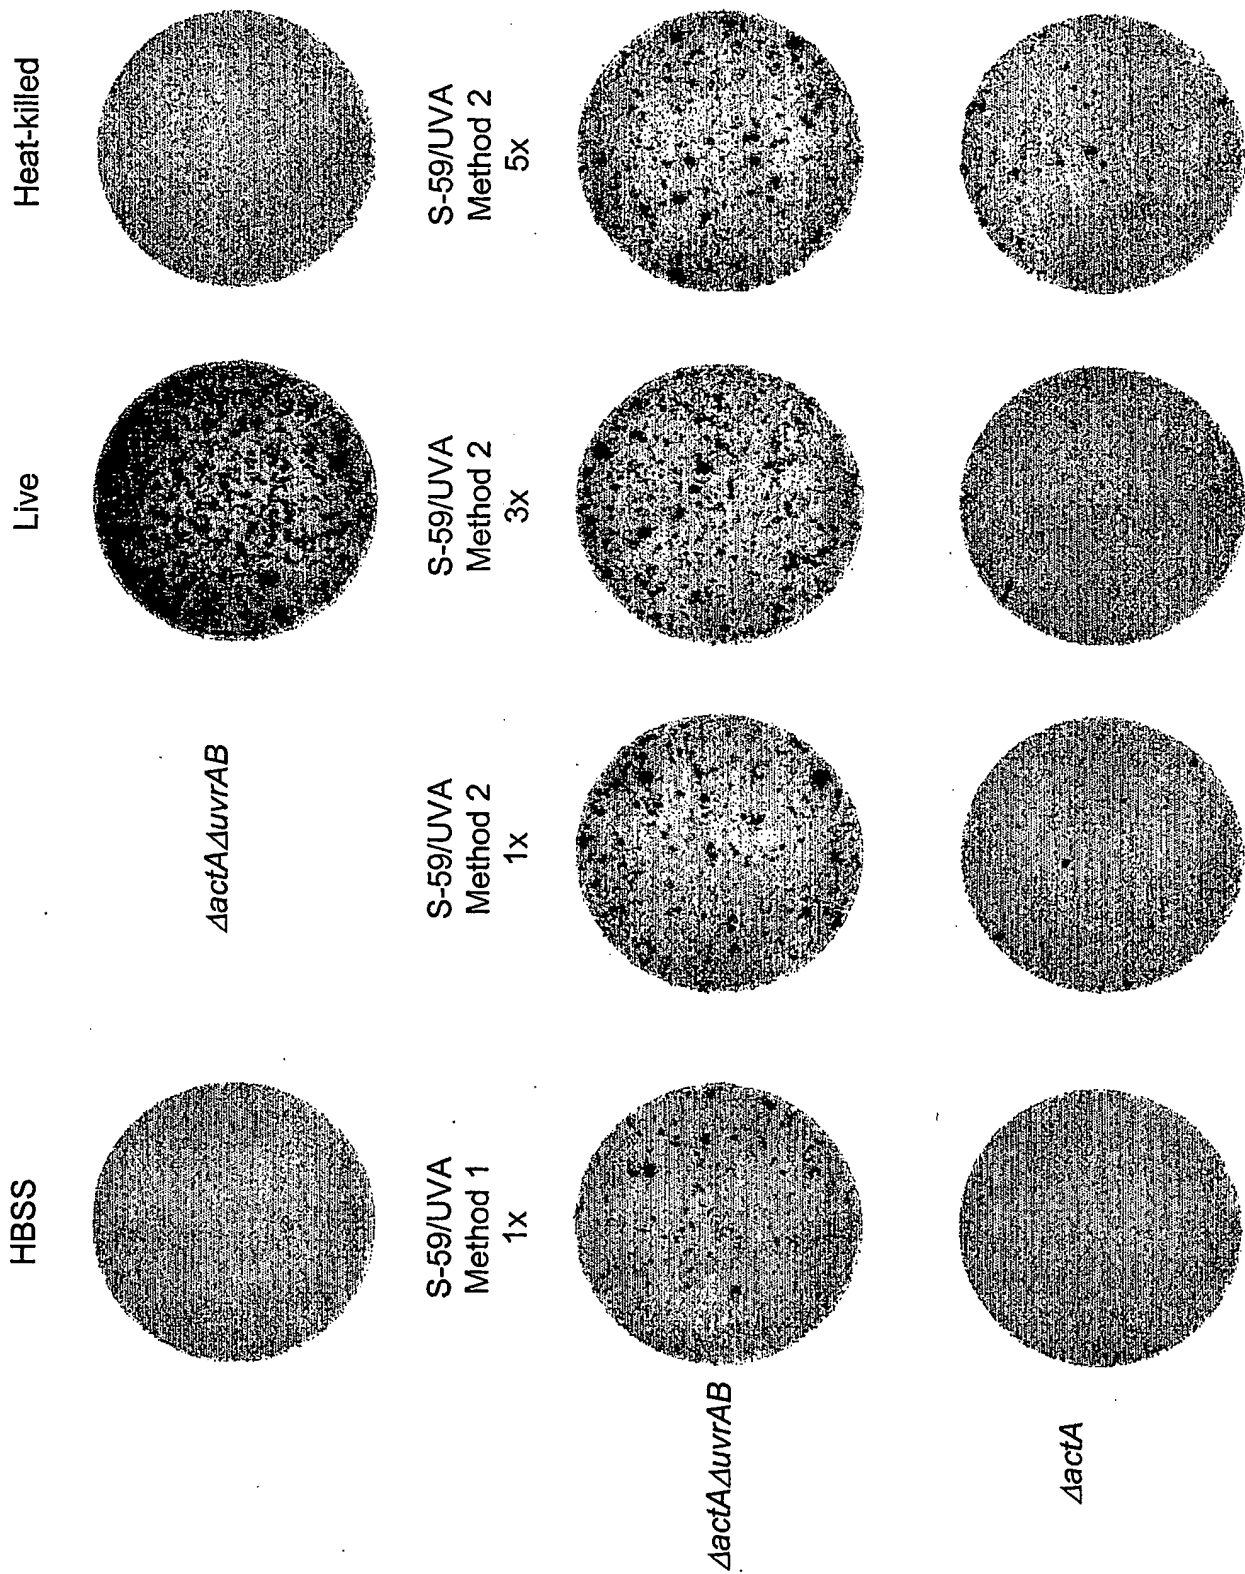 HBSS
Live
Heat-killed
ΔactAΔuvrAB
S-59/UVA
Method 1
1x
S-59/UVA
Method 2
1x
S-59/UVA
Method 2
3x
S-59/UVA
Method 2
5x
ΔactAΔuvrAB
ΔactA